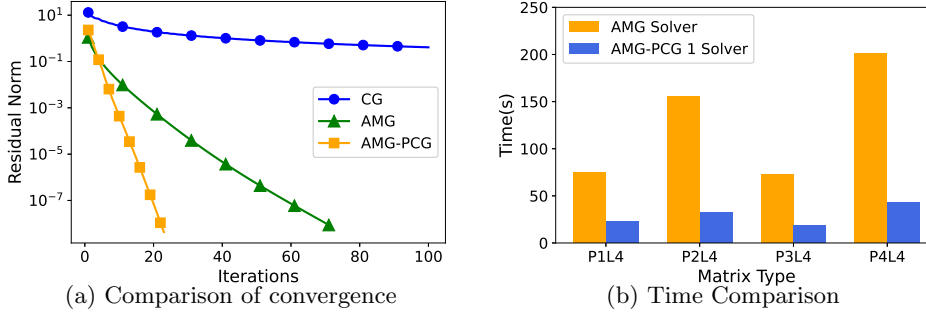 10^1
10^-1
10^-3
10^-5
10^-7
Residual Norm
CG
AMG
AMG-PCG
0 20 40 60 80 100
Iterations
(a) Comparison of convergence
250
200
150
100
50
0
Time(s)
AMG Solver
AMG-PCG 1 Solver
P1L4 P2L4 P3L4 P4L4
Matrix Type
(b) Time Comparison